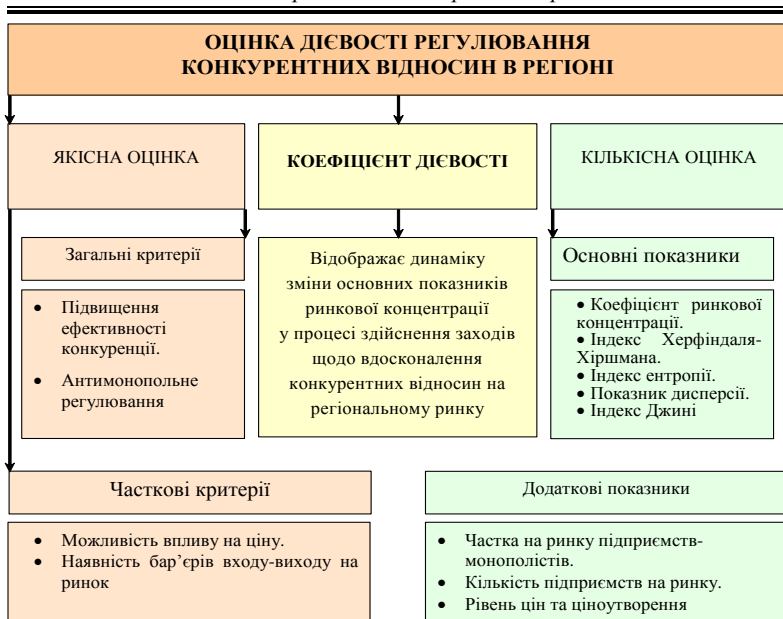 ОЦІНКА ДІЄВОСТІ РЕГУЛЮВАННЯ
КОНКУРЕНТНИХ ВІДНОСИН В РЕГІОНІ
ЯКІСНА ОЦІНКА
КОЕФІЦІЄНТ ДІЄВОСТІ
КІЛЬКІСНА ОЦІНКА
Загальні критерії
• Підвищення
ефективності
конкуренції.
• Антимонопольне
регулювання
Відображає динаміку
зміни основних показників
ринкової концентрації
у процесі здійснення заходів
щодо вдосконалення
конкурентних відносин на
регіональному ринку
Основні показники
• Коефіцієнт ринкової
концентрації.
• Індекс Херфіндаля-
Хіршмана.
• Індекс ентропії.
• Показник дисперсії.
• Індекс Джині
Часткові критерії
• Можливість впливу на ціну.
• Наявність бар’єрів входу-виходу на
ринок
Додаткові показники
• Частка на ринку підприємств-
монополістів.
• Кількість підприємств на ринку.
• Рівень цін та ціноутворення